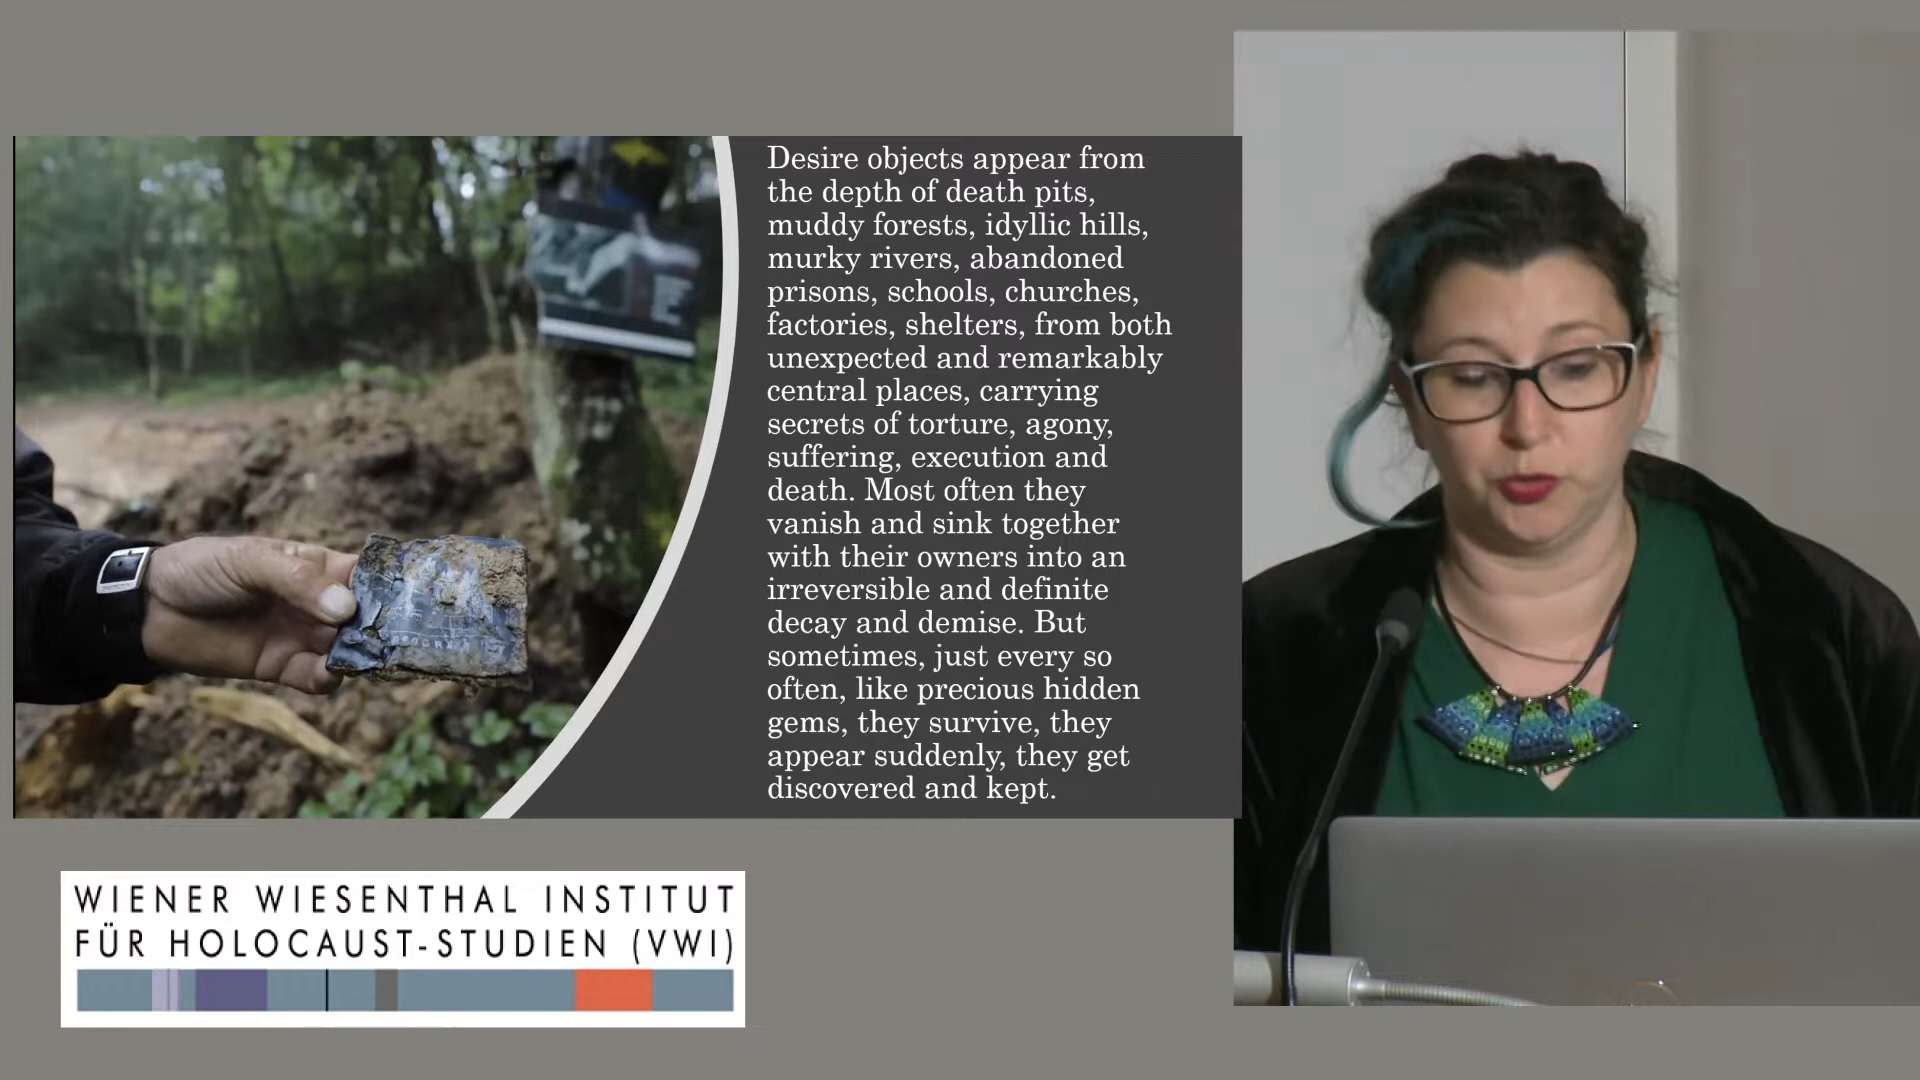 Desire objects appear from
the depth of death pits,
muddy forests, idyllic hills,
murky rivers, abandoned
prisons, schools, churches,
factories, shelters, from both
unexpected and remarkably
central places, carrying
secrets of torture, agony,
suffering, execution and
death. Most often they
vanish and sink together
with their owners into an
irreversible and definite
decay and demise. But
sometimes, just every so
often, like precious hidden
gems, they survive, they
appear suddenly, they get
discovered and kept.
WIENER WIESENTHAL INSTITUT
FÜR HOLOCAUST-STUDIEN (VWI)